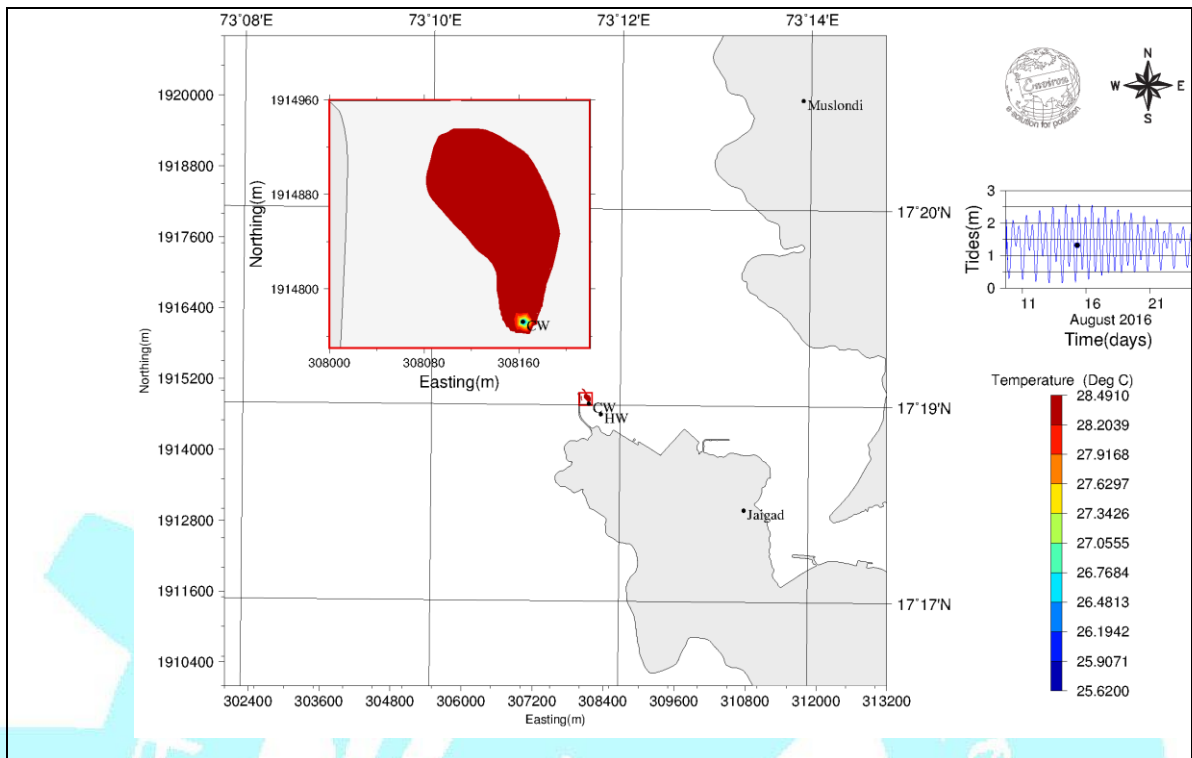 73°08'E 73°10'E 73°12'E 73°14'E
1920000
1918800
1917600
1916400
1915200
1914000
1912800
1911600
1910400
Northing(m)
302400 303600 304800 306000 307200 308400 309600 310800 312000 313200
Easting(m)
17°20'N
17°19'N
17°17'N
Muslondi
CW
HW
Jaigad
1914960
1914880
1914800
Northing(m)
CW
308000 308080 308160
Easting(m)
Environ
e solution for pollution
N
W E
S
3
2
1
0
Tides(m)
11 16 21
August 2016
Time(days)
Temperature (Deg C)
28.4910
28.2039
27.9168
27.6297
27.3426
27.0555
26.7684
26.4813
26.1942
25.9071
25.6200